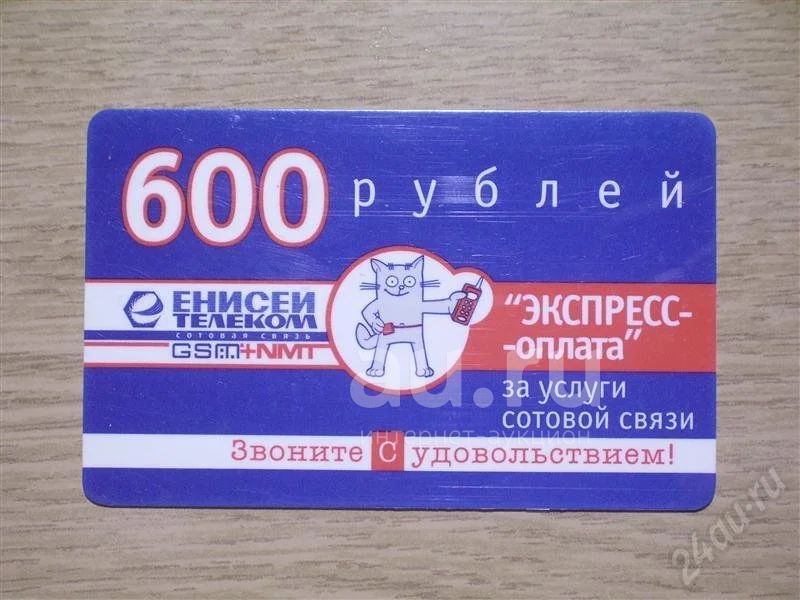 600 рублей
ЕНИСЕЙ
ТЕЛЕКОМ
сотовая связь
GSM+NMT
"ЭКСПРЕСС-
-оплата"
за услуги
сотовой связи
Звоните С удовольствием!
au.ru
интернет-аукцион
24au.ru